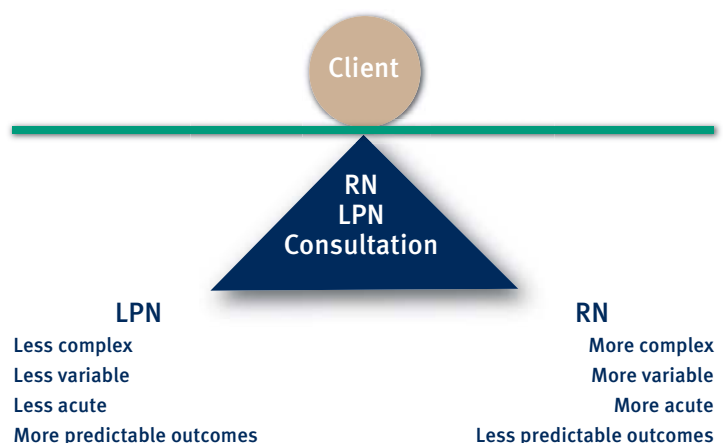 Client
RN
LPN
Consultation
LPN
Less complex
Less variable
Less acute
More predictable outcomes
RN
More complex
More variable
More acute
Less predictable outcomes